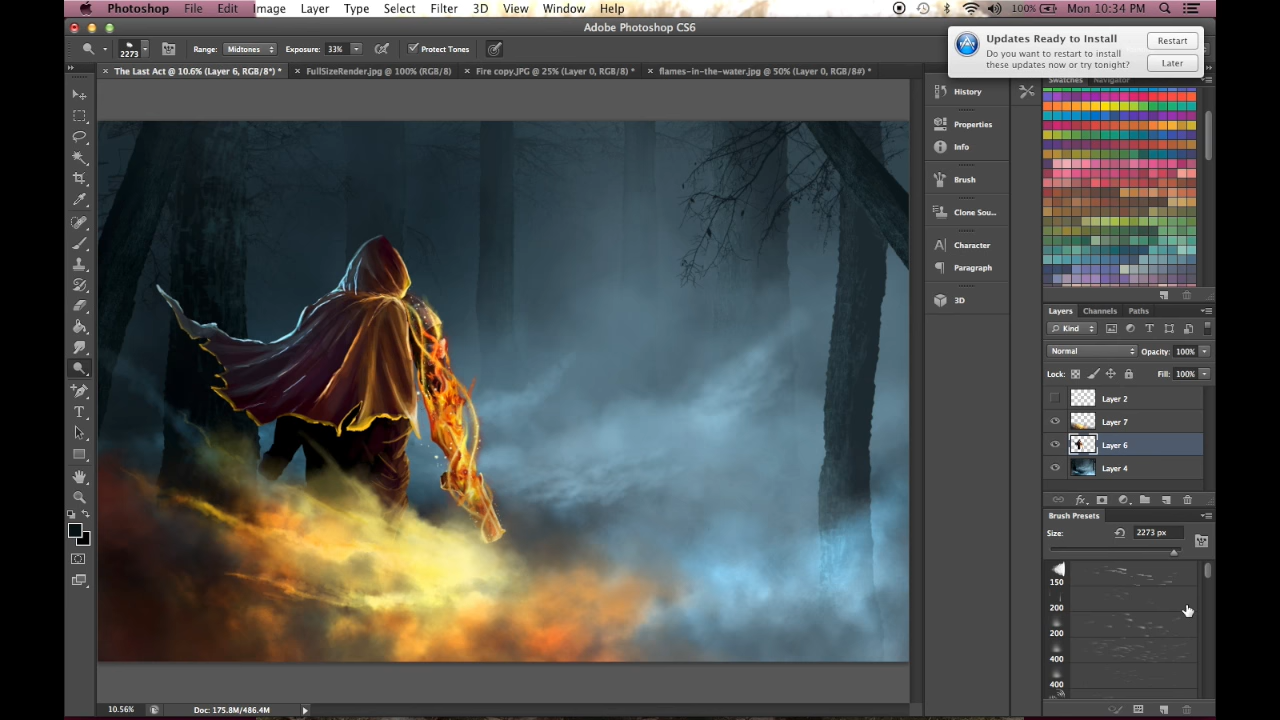 Photoshop File Edit Image Layer Type Select Filter 3D View Window Help 100% Mon 10:34 PM
Adobe Photoshop CS6
2273 Range: Midtones Exposure: 33% Protect Tones
Updates Ready to Install
Do you want to restart to install
these updates now or try tonight?
Restart
Later
The Last Act @ 10.6% (Layer 6, RGB/8*) * FullSizeRender.jpg @ 100% (RGB/8) Fire copy.JPG @ 25% (Layer 0, RGB/8*) * flames-in-the-water.jpg @ 50% (Layer 0, RGB/8#) *
Swatches Navigator
History
Properties
Info
Brush
Clone Sou...
Character
Paragraph
3D
Layers Channels Paths
Kind
Normal Opacity: 100%
Lock: Fill: 100%
Layer 2
Layer 7
Layer 6
Layer 4
Brush Presets
Size: 2273 px
150
200
200
400
400
10.56% Doc: 175.8M/486.4M